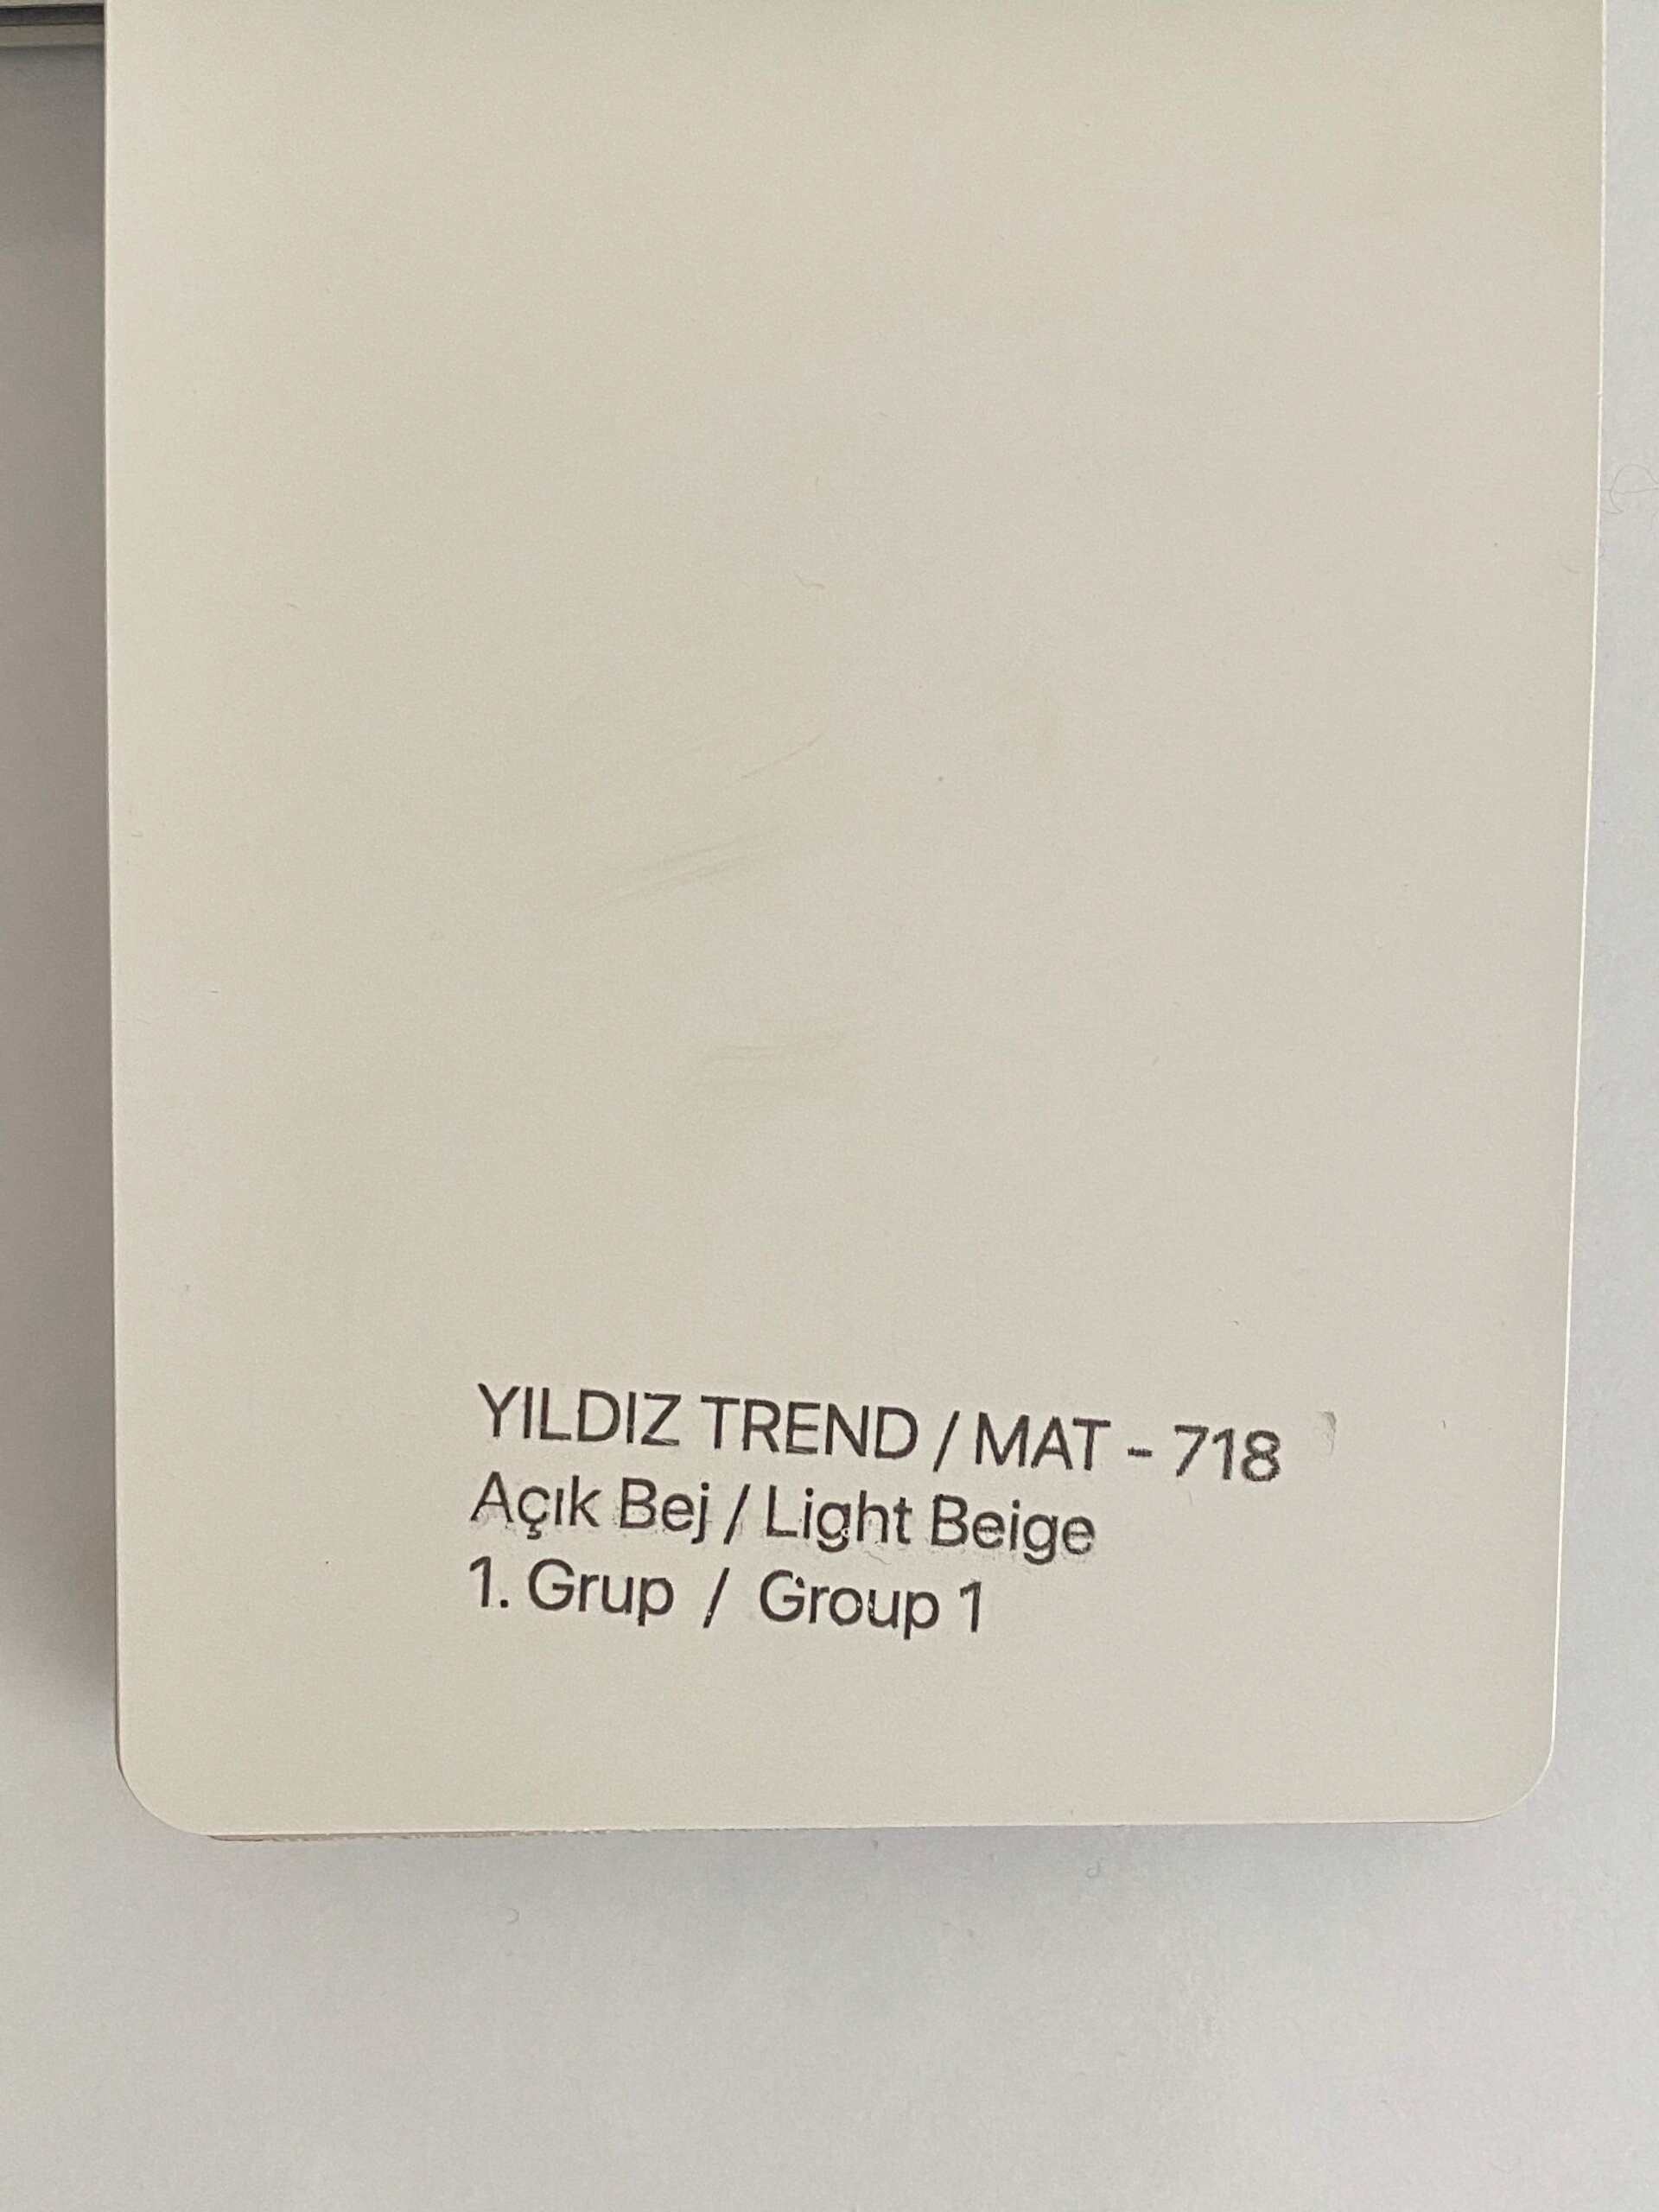 YILDIZ TREND / MAT - 718
Açık Bej / Light Beige
1. Grup / Group 1